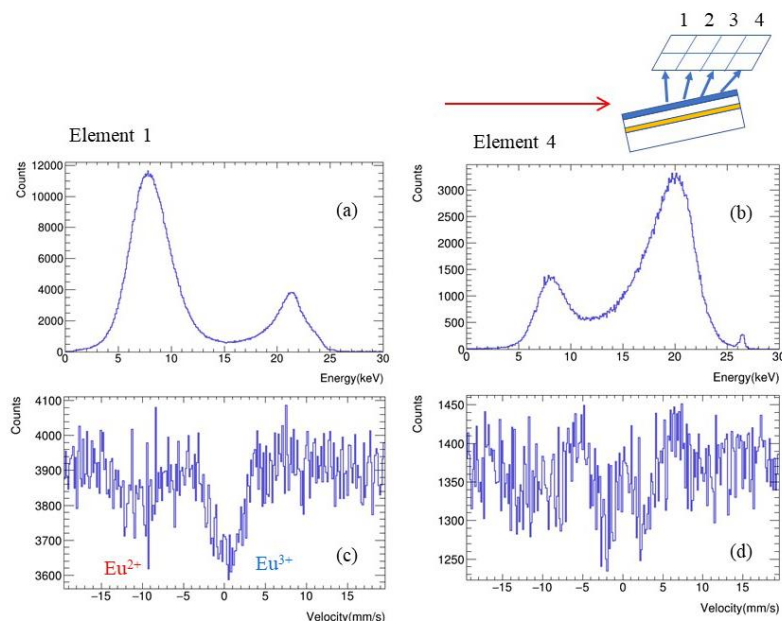 1 2 3 4
Element 1
Element 4
Counts
12000
10000
8000
6000
4000
2000
0
(a)
0 5 10 15 20 25 30
Energy(keV)
Counts
3000
2500
2000
1500
1000
500
0
(b)
0 5 10 15 20 25 30
Energy(keV)
Counts
4100
4000
3900
3800
3700
3600
(c)
Eu²⁺
Eu³⁺
−15 −10 −5 0 5 10 15
Velocity(mm/s)
Counts
1450
1400
1350
1300
1250
(d)
−15 −10 −5 0 5 10 15
Velocity(mm/s)